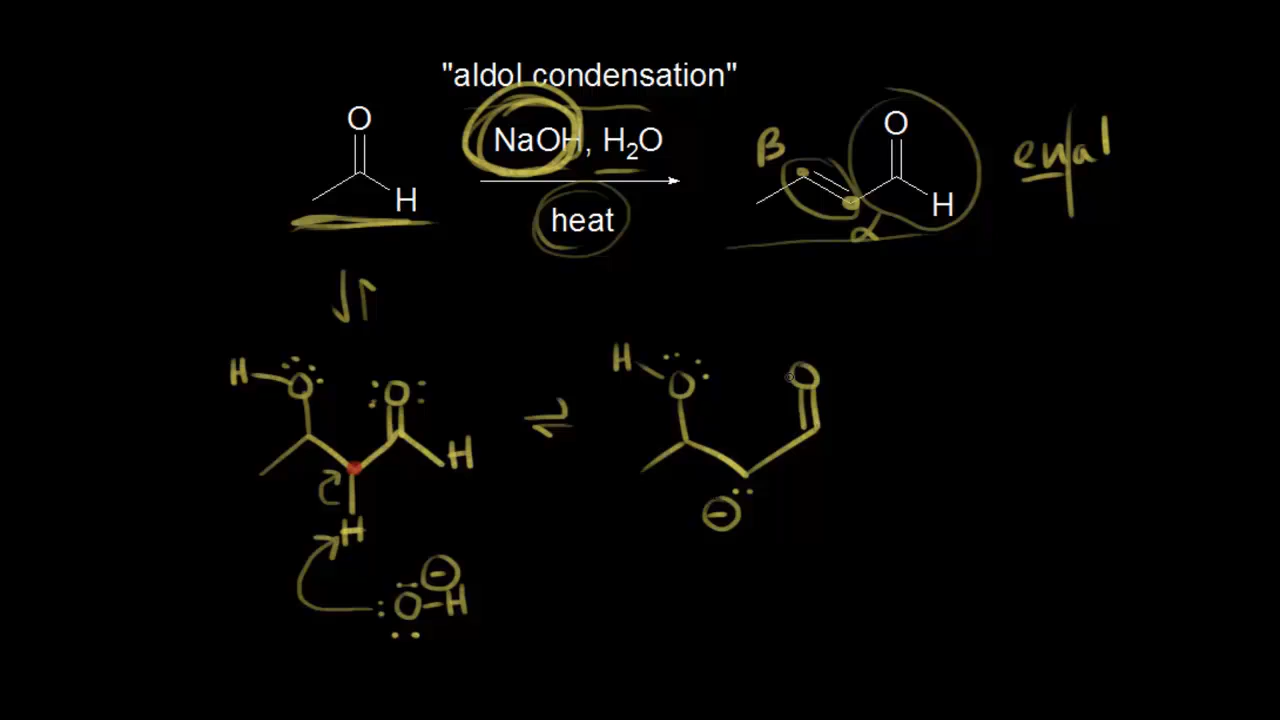 "aldol condensation"
O
NaOH, H₂O
β
O
enal
H
heat
H
α
H
O
O
H
H
O
O
H
⊖
⊖
O-H